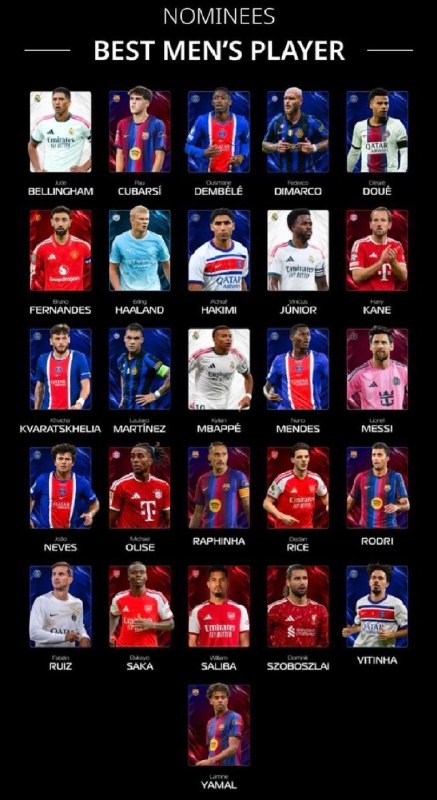 NOMINEES
BEST MEN'S PLAYER
Jude
BELLINGHAM
Pau
CUBARSÍ
Ousmane
DEMBÉLÉ
Federico
DIMARCO
Désiré
DOUÉ
Bruno
FERNANDES
Erling
HAALAND
Achraf
HAKIMI
Vinícius
JÚNIOR
Harry
KANE
Khvicha
KVARATSKHELIA
Lautaro
MARTÍNEZ
Kylian
MBAPPÉ
Nuno
MENDES
Lionel
MESSI
João
NEVES
Michael
OLISE
RAPHINHA
Declan
RICE
RODRI
Fabián
RUIZ
Bukayo
SAKA
William
SALIBA
Dominik
SZOBOSZLAI
VITINHA
Lamine
YAMAL